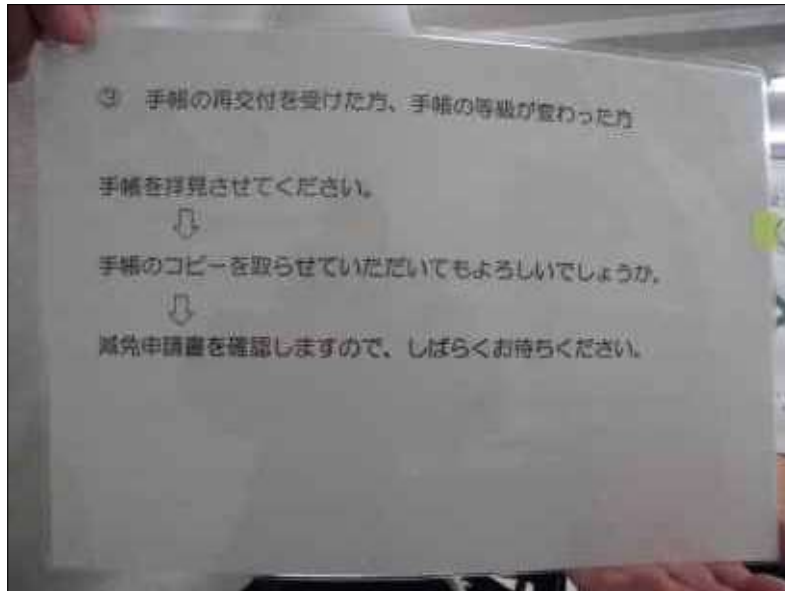 ③ 手帳の再交付を受けた方、手帳の等級が変わった方
手帳を拝見させてください。
⇩
手帳のコピーを取らせていただいてもよろしいでしょうか。
⇩
減免申請書を確認しますので、しばらくお待ちください。